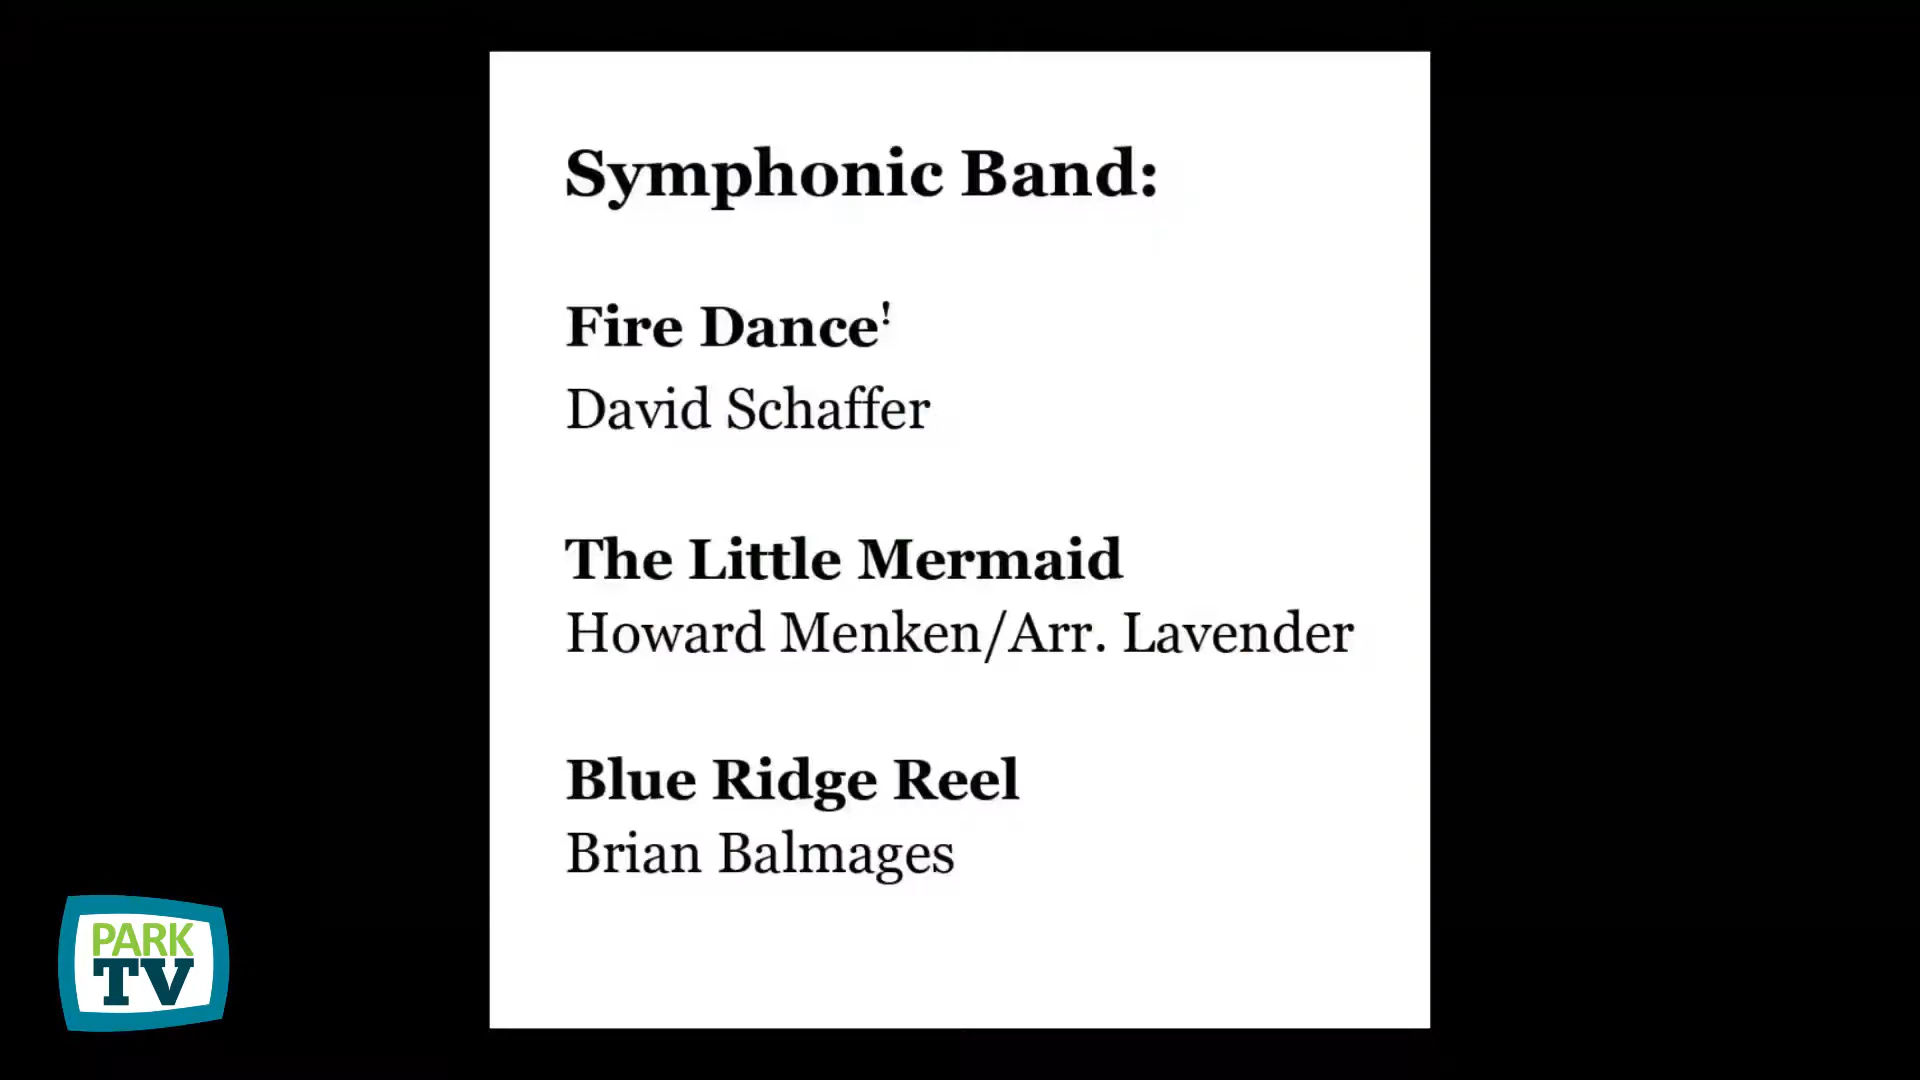 Symphonic Band:
Fire Dance!
David Schaffer
The Little Mermaid
Howard Menken/Arr. Lavender
Blue Ridge Reel
Brian Balmages
PARK
TV